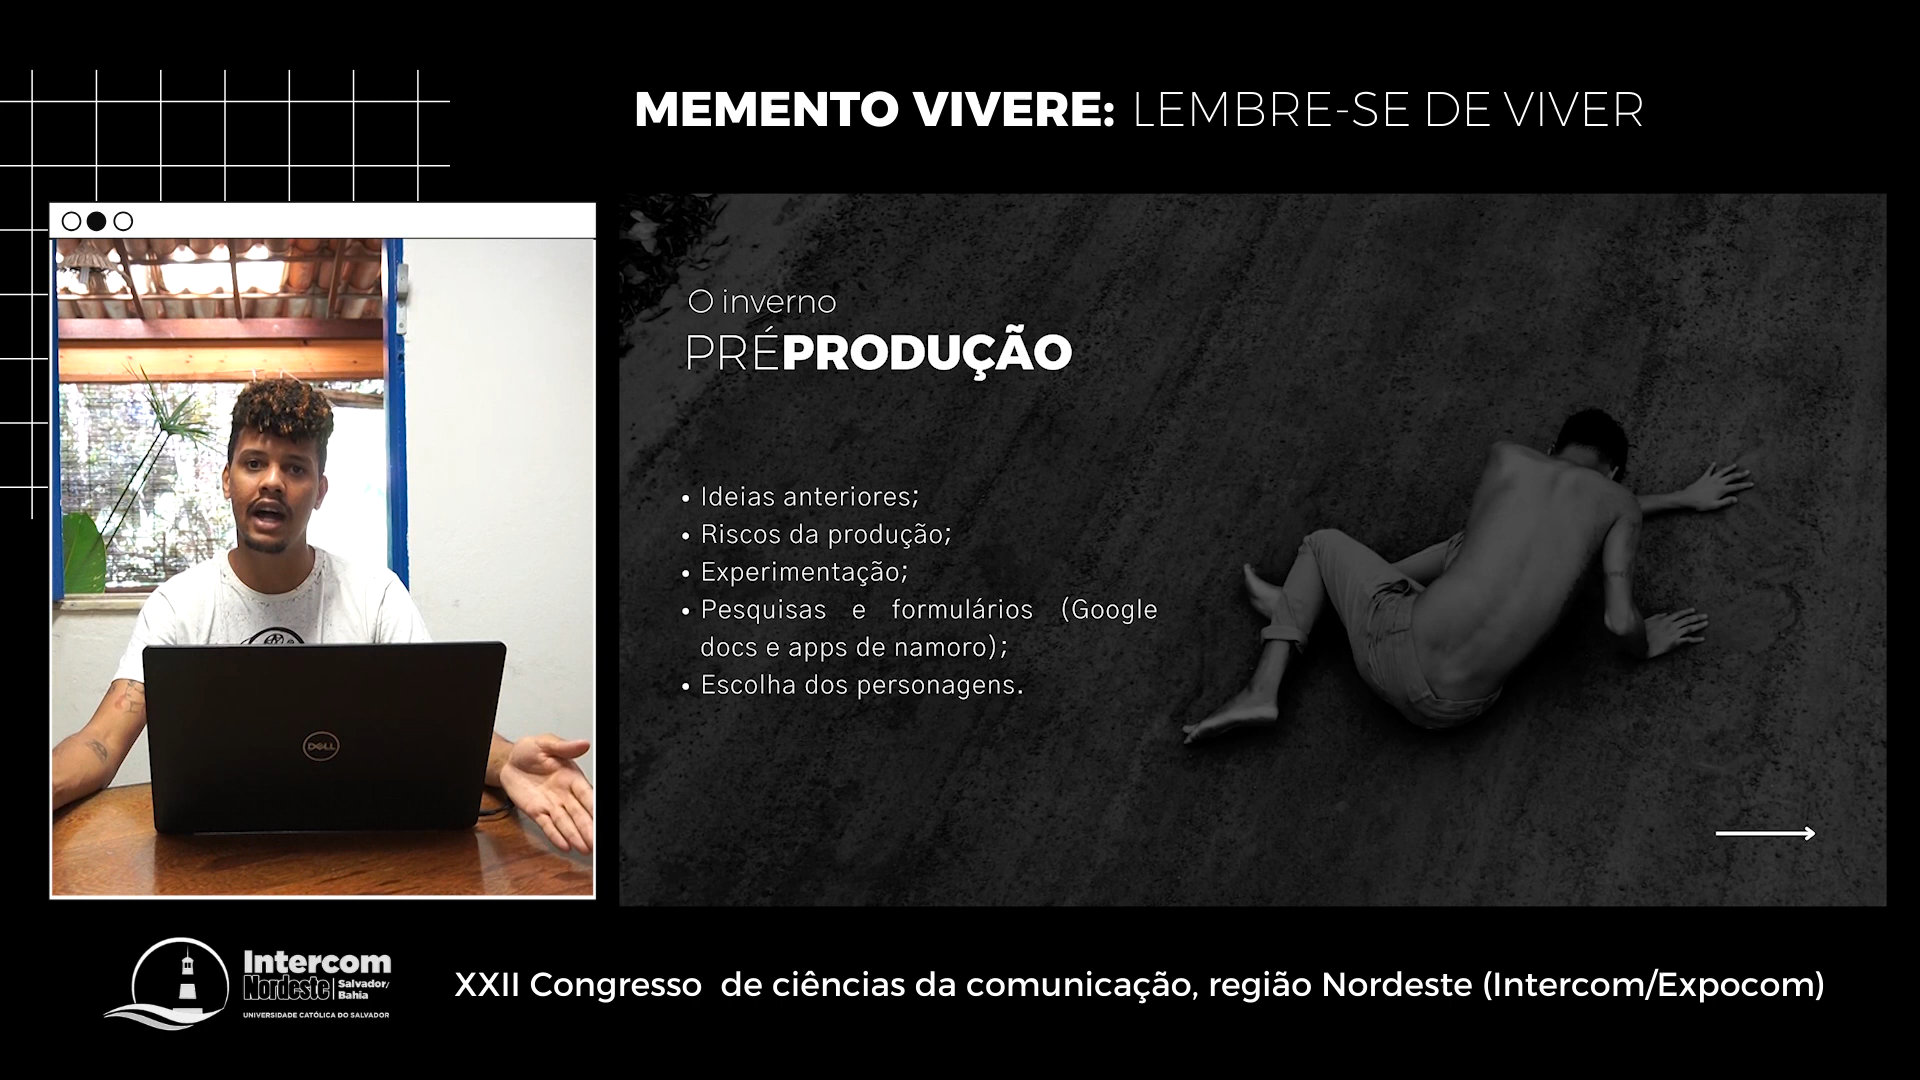 MEMENTO VIVERE: LEMBRE-SE DE VIVER
O inverno
PRÉPRODUÇÃO
• Ideias anteriores;
• Riscos da produção;
• Experimentação;
• Pesquisas e formulários (Google
docs e apps de namoro);
• Escolha dos personagens.
DELL
Intercom
Nordeste Salvador/
Bahia
UNIVERSIDADE CATÓLICA DO SALVADOR
XXII Congresso de ciências da comunicação, região Nordeste (Intercom/Expocom)